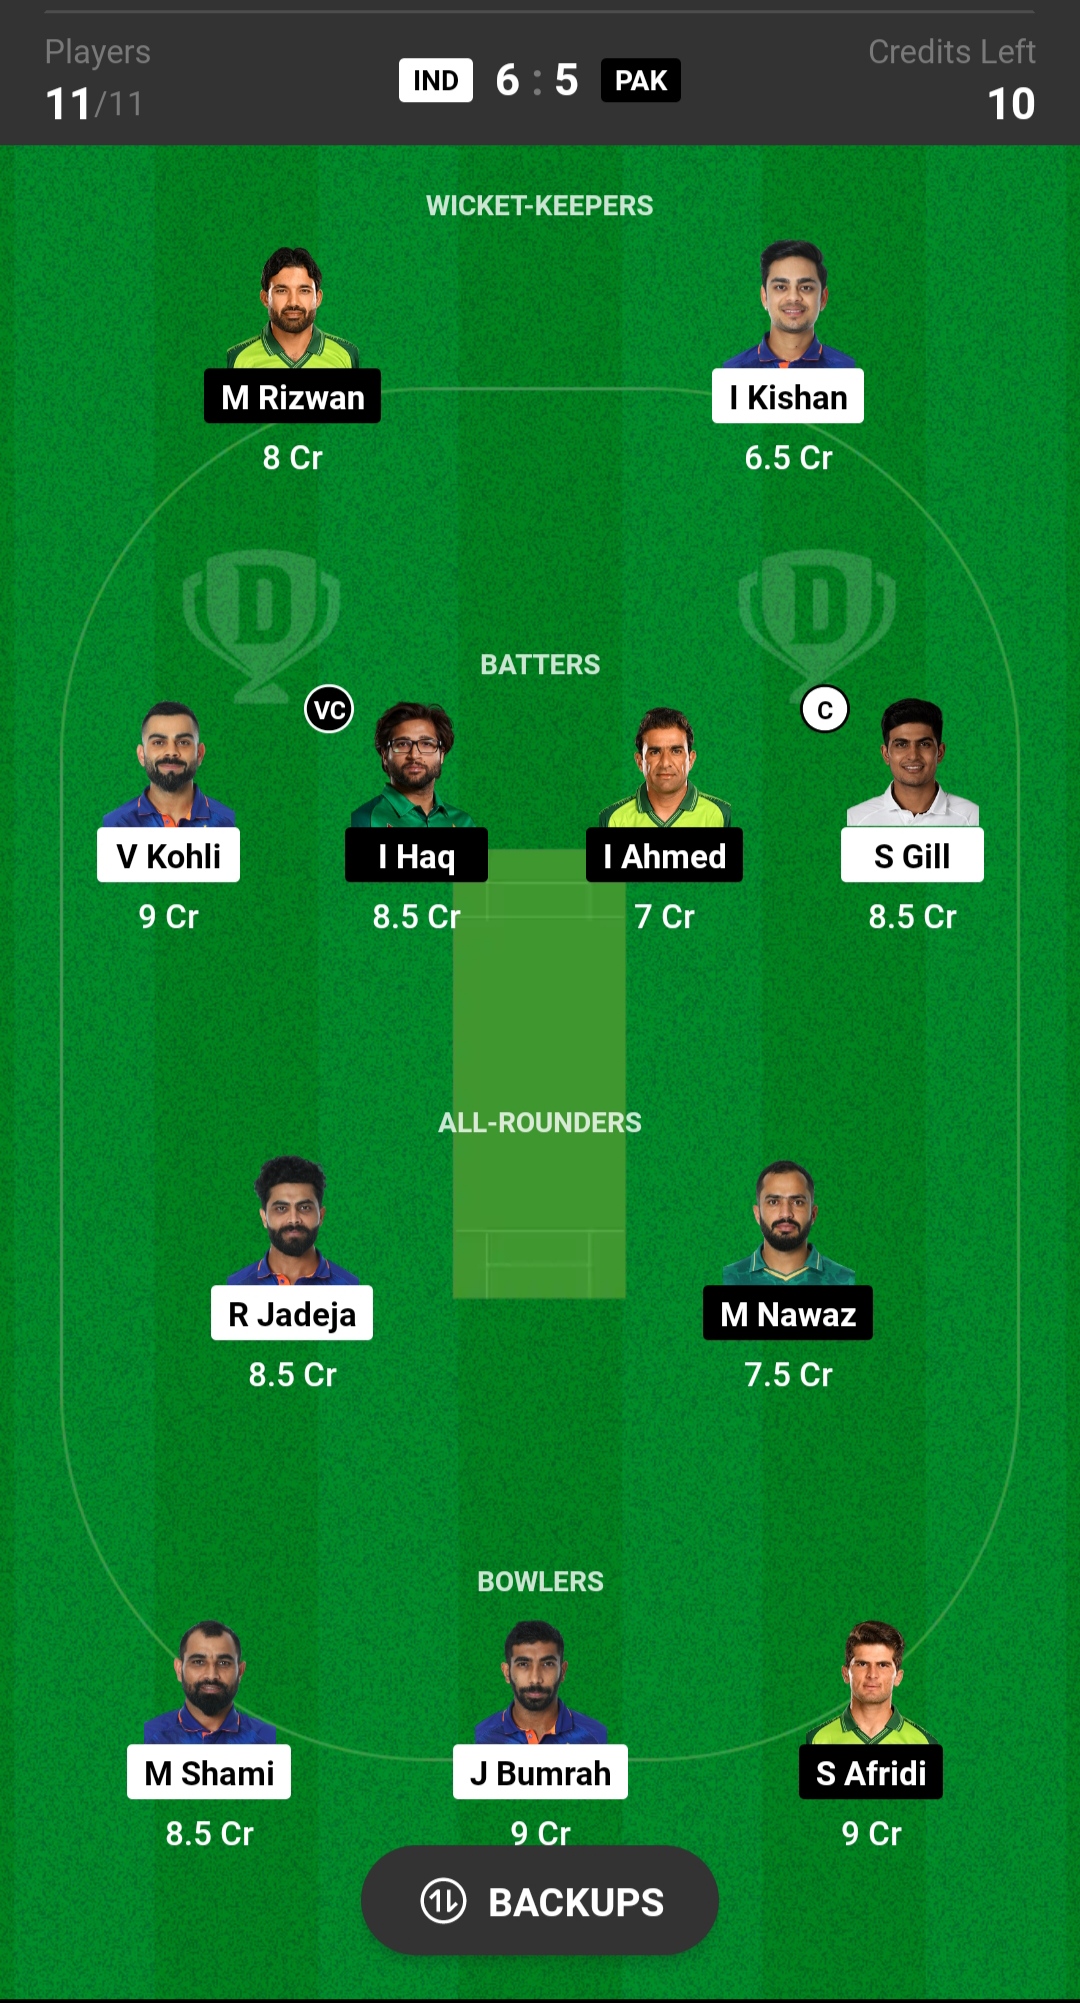 Players
Credits Left
11/11
IND 6 : 5 PAK
10
WICKET-KEEPERS
M Rizwan
I Kishan
8 Cr
6.5 Cr
D
D
BATTERS
VC
C
V Kohli
I Haq
I Ahmed
S Gill
9 Cr
8.5 Cr
7 Cr
8.5 Cr
ALL-ROUNDERS
R Jadeja
M Nawaz
8.5 Cr
7.5 Cr
BOWLERS
M Shami
J Bumrah
S Afridi
8.5 Cr
9 Cr
9 Cr
BACKUPS